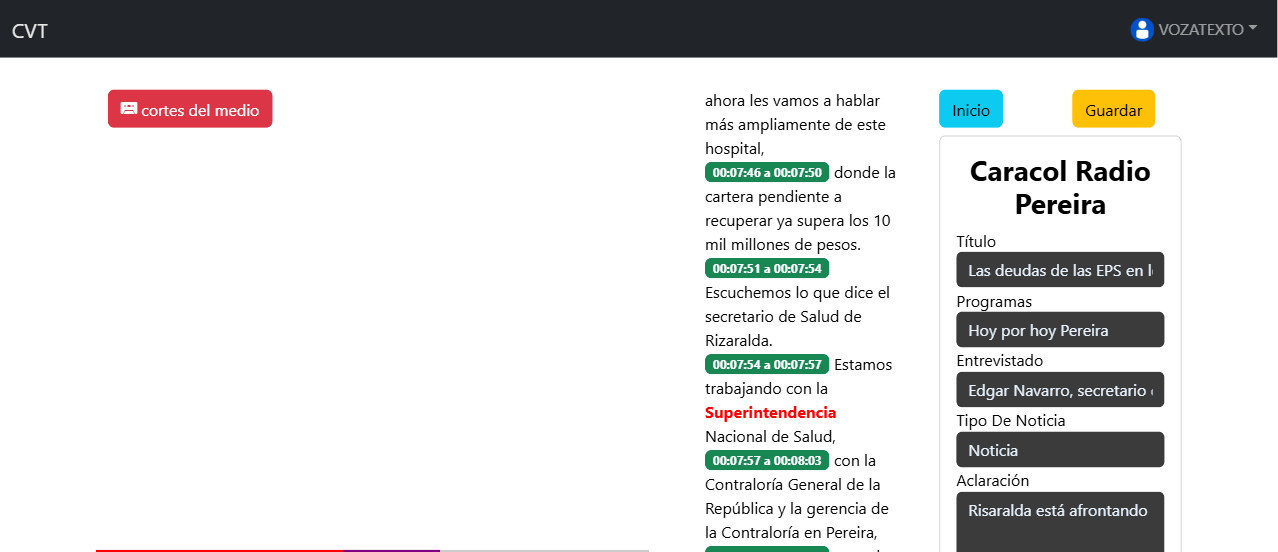 CVT
VOZATEXTO
cortes del medio
ahora les vamos a hablar
más ampliamente de este
hospital,
00:07:46 a 00:07:50 donde la
cartera pendiente a
recuperar ya supera los 10
mil millones de pesos.
00:07:51 a 00:07:54
Escuchemos lo que dice el
secretario de Salud de
Rizaralda.
00:07:54 a 00:07:57 Estamos
trabajando con la
Superintendencia
Nacional de Salud,
00:07:57 a 00:08:03 con la
Contraloría General de la
República y la gerencia de
la Contraloría en Pereira,
Inicio
Guardar
Caracol Radio
Pereira
Título
Las deudas de las EPS en
Programas
Hoy por hoy Pereira
Entrevistado
Edgar Navarro, secretario
Tipo De Noticia
Noticia
Aclaración
Risaralda está afrontando